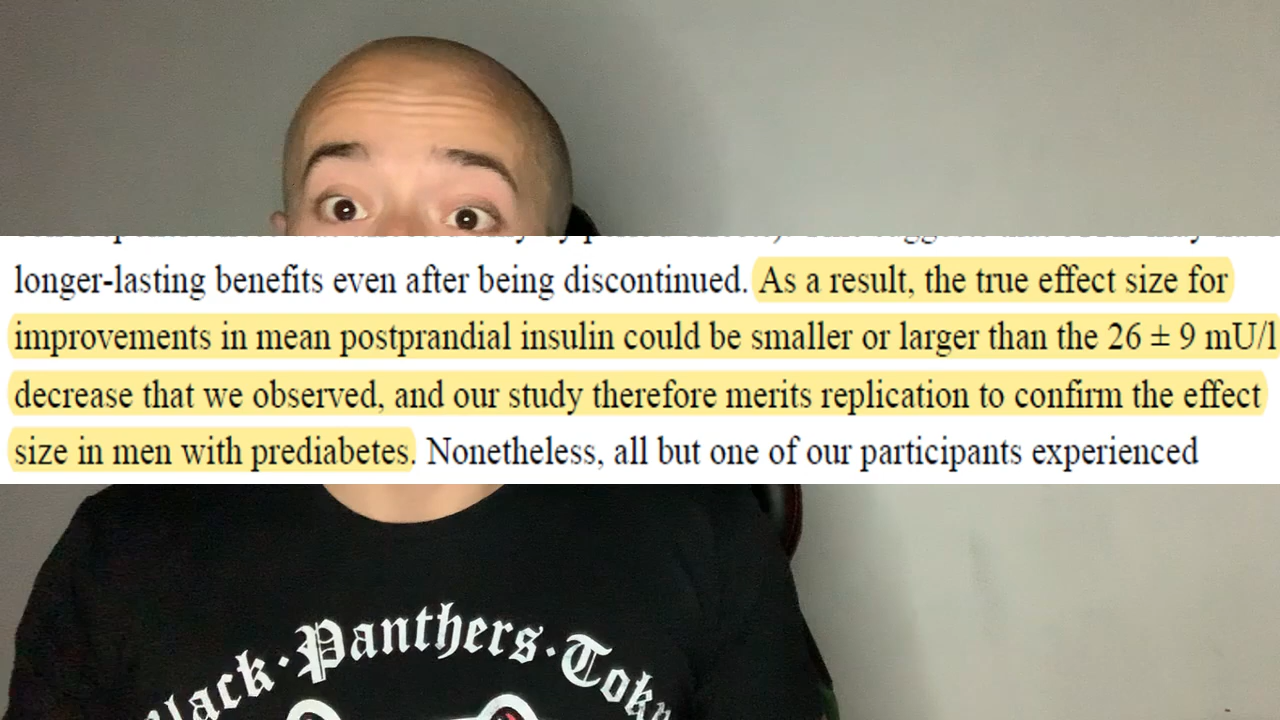 longer-lasting benefits even after being discontinued. As a result, the true effect size for
improvements in mean postprandial insulin could be smaller or larger than the 26 ± 9 mU/l
decrease that we observed, and our study therefore merits replication to confirm the effect
size in men with prediabetes. Nonetheless, all but one of our participants experienced
Black·Panthers·Toky